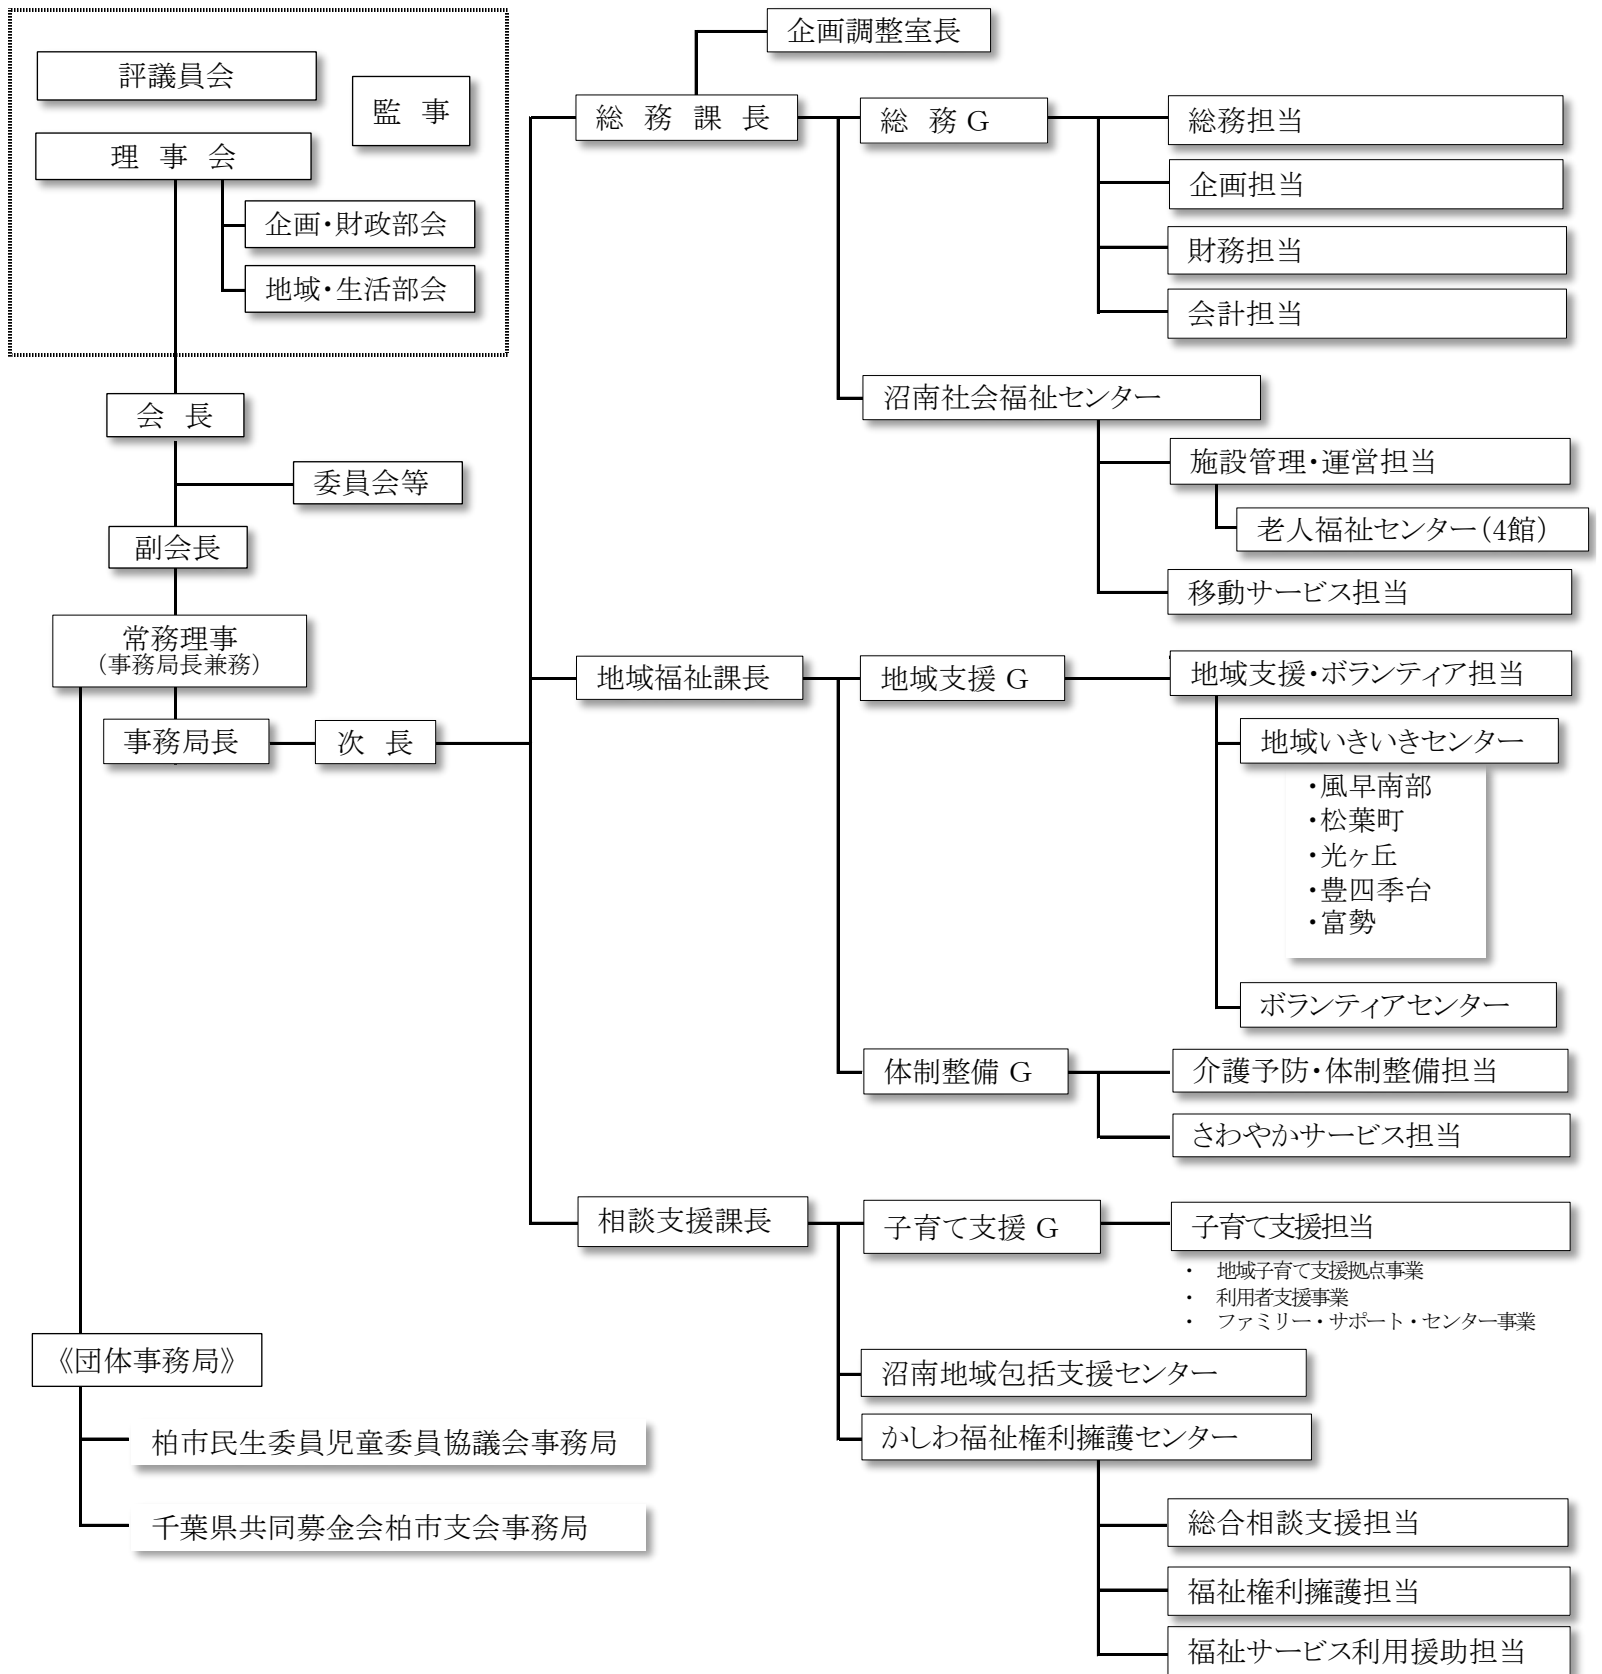 評議員会
監 事
理 事 会
企画・財政部会
地域・生活部会
会 長
委員会等
副会長
常務理事
(事務局長兼務)
事務局長
次 長
《団体事務局》
柏市民生委員児童委員協議会事務局
千葉県共同募金会柏市支会事務局
企画調整室長
総 務 課 長
総 務 G
総務担当
企画担当
財務担当
会計担当
沼南社会福祉センター
施設管理・運営担当
老人福祉センター(4館)
移動サービス担当
地域福祉課長
地域支援 G
地域支援・ボランティア担当
地域いきいきセンター
・風早南部
・松葉町
・光ヶ丘
・豊四季台
・富勢
ボランティアセンター
体制整備 G
介護予防・体制整備担当
さわやかサービス担当
相談支援課長
子育て支援 G
子育て支援担当
・ 地域子育て支援拠点事業
・ 利用者支援事業
・ ファミリー・サポート・センター事業
沼南地域包括支援センター
かしわ福祉権利擁護センター
総合相談支援担当
福祉権利擁護担当
福祉サービス利用援助担当